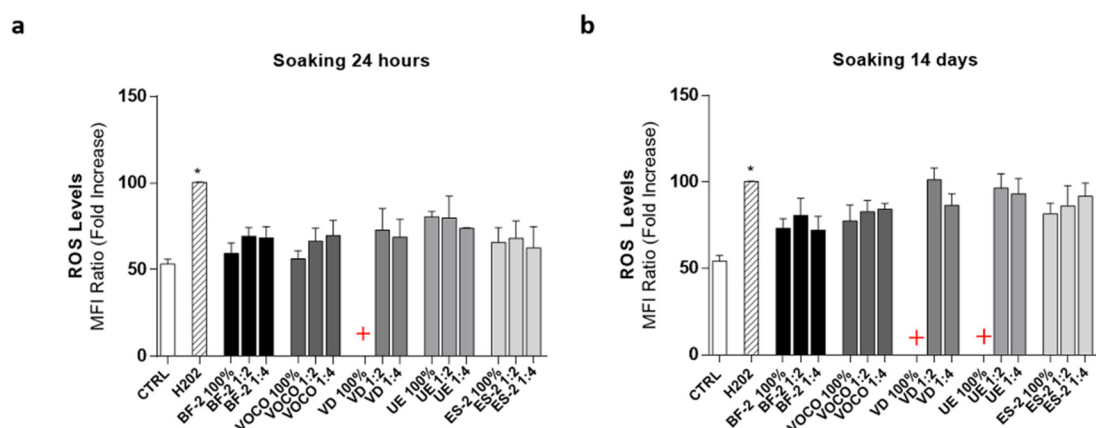 a
Soaking 24 hours
ROS Levels
MFI Ratio (Fold Increase)
150
100
50
0
*
+
CTRL
H202
BF-2 100%
BF-2 1:2
BF-2 1:4
VOCO 100%
VOCO 1:2
VOCO 1:4
VD 100%
VD 1:2
VD 1:4
UE 100%
UE 1:2
UE 1:4
ES-2 100%
ES-2 1:2
ES-2 1:4
b
Soaking 14 days
ROS Levels
MFI Ratio (Fold Increase)
150
100
50
0
*
+
+
CTRL
H202
BF-2 100%
BF-2 1:2
BF-2 1:4
VOCO 100%
VOCO 1:2
VOCO 1:4
VD 100%
VD 1:2
VD 1:4
UE 100%
UE 1:2
UE 1:4
ES-2 100%
ES-2 1:2
ES-2 1:4